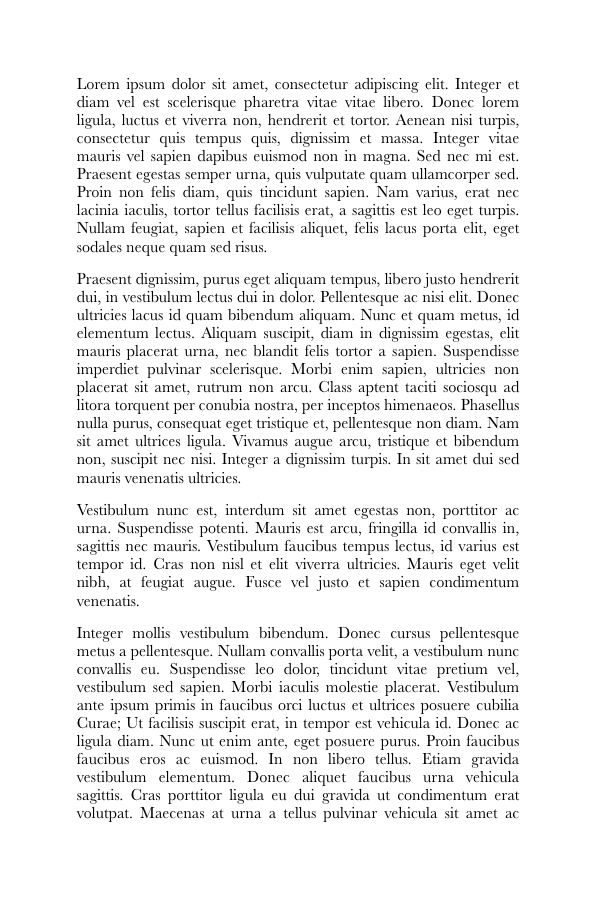 Lorem ipsum dolor sit amet, consectetur adipiscing elit. Integer et
diam vel est scelerisque pharetra vitae vitae libero. Donec lorem
ligula, luctus et viverra non, hendrerit et tortor. Aenean nisi turpis,
consectetur quis tempus quis, dignissim et massa. Integer vitae
mauris vel sapien dapibus euismod non in magna. Sed nec mi est.
Praesent egestas semper urna, quis vulputate quam ullamcorper sed.
Proin non felis diam, quis tincidunt sapien. Nam varius, erat nec
lacinia iaculis, tortor tellus facilisis erat, a sagittis est leo eget turpis.
Nullam feugiat, sapien et facilisis aliquet, felis lacus porta elit, eget
sodales neque quam sed risus.
Praesent dignissim, purus eget aliquam tempus, libero justo hendrerit
dui, in vestibulum lectus dui in dolor. Pellentesque ac nisi elit. Donec
ultricies lacus id quam bibendum aliquam. Nunc et quam metus, id
elementum lectus. Aliquam suscipit, diam in dignissim egestas, elit
mauris placerat urna, nec blandit felis tortor a sapien. Suspendisse
imperdiet pulvinar scelerisque. Morbi enim sapien, ultricies non
placerat sit amet, rutrum non arcu. Class aptent taciti sociosqu ad
litora torquent per conubia nostra, per inceptos himenaeos. Phasellus
nulla purus, consequat eget tristique et, pellentesque non diam. Nam
sit amet ultrices ligula. Vivamus augue arcu, tristique et bibendum
non, suscipit nec nisi. Integer a dignissim turpis. In sit amet dui sed
mauris venenatis ultricies.
Vestibulum nunc est, interdum sit amet egestas non, porttitor ac
urna. Suspendisse potenti. Mauris est arcu, fringilla id convallis in,
sagittis nec mauris. Vestibulum faucibus tempus lectus, id varius est
tempor id. Cras non nisl et elit viverra ultricies. Mauris eget velit
nibh, at feugiat augue. Fusce vel justo et sapien condimentum
venenatis.
Integer mollis vestibulum bibendum. Donec cursus pellentesque
metus a pellentesque. Nullam convallis porta velit, a vestibulum nunc
convallis eu. Suspendisse leo dolor, tincidunt vitae pretium vel,
vestibulum sed sapien. Morbi iaculis molestie placerat. Vestibulum
ante ipsum primis in faucibus orci luctus et ultrices posuere cubilia
Curae; Ut facilisis suscipit erat, in tempor est vehicula id. Donec ac
ligula diam. Nunc ut enim ante, eget posuere purus. Proin faucibus
faucibus eros ac euismod. In non libero tellus. Etiam gravida
vestibulum elementum. Donec aliquet faucibus urna vehicula
sagittis. Cras porttitor ligula eu dui gravida ut condimentum erat
volutpat. Maecenas at urna a tellus pulvinar vehicula sit amet ac